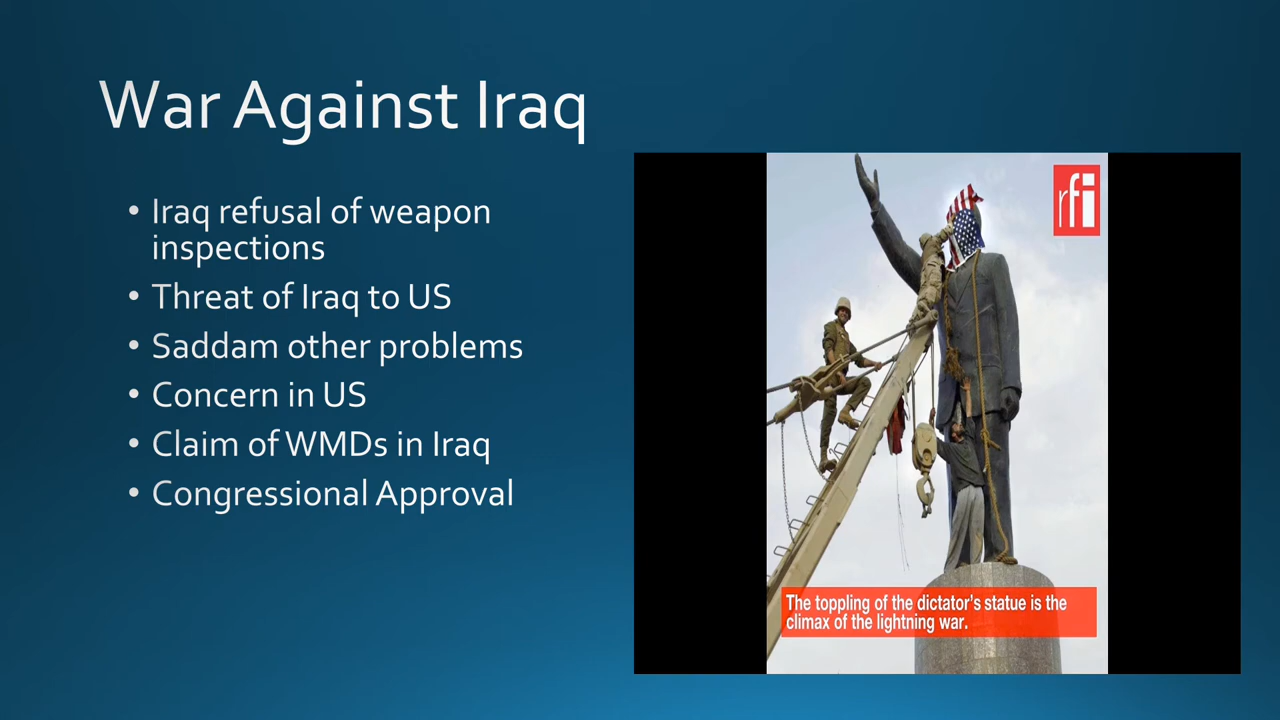 War Against Iraq
• Iraq refusal of weapon
inspections
• Threat of Iraq to US
• Saddam other problems
• Concern in US
• Claim of WMDs in Iraq
• Congressional Approval
rfi
The toppling of the dictator's statue is the
climax of the lightning war.